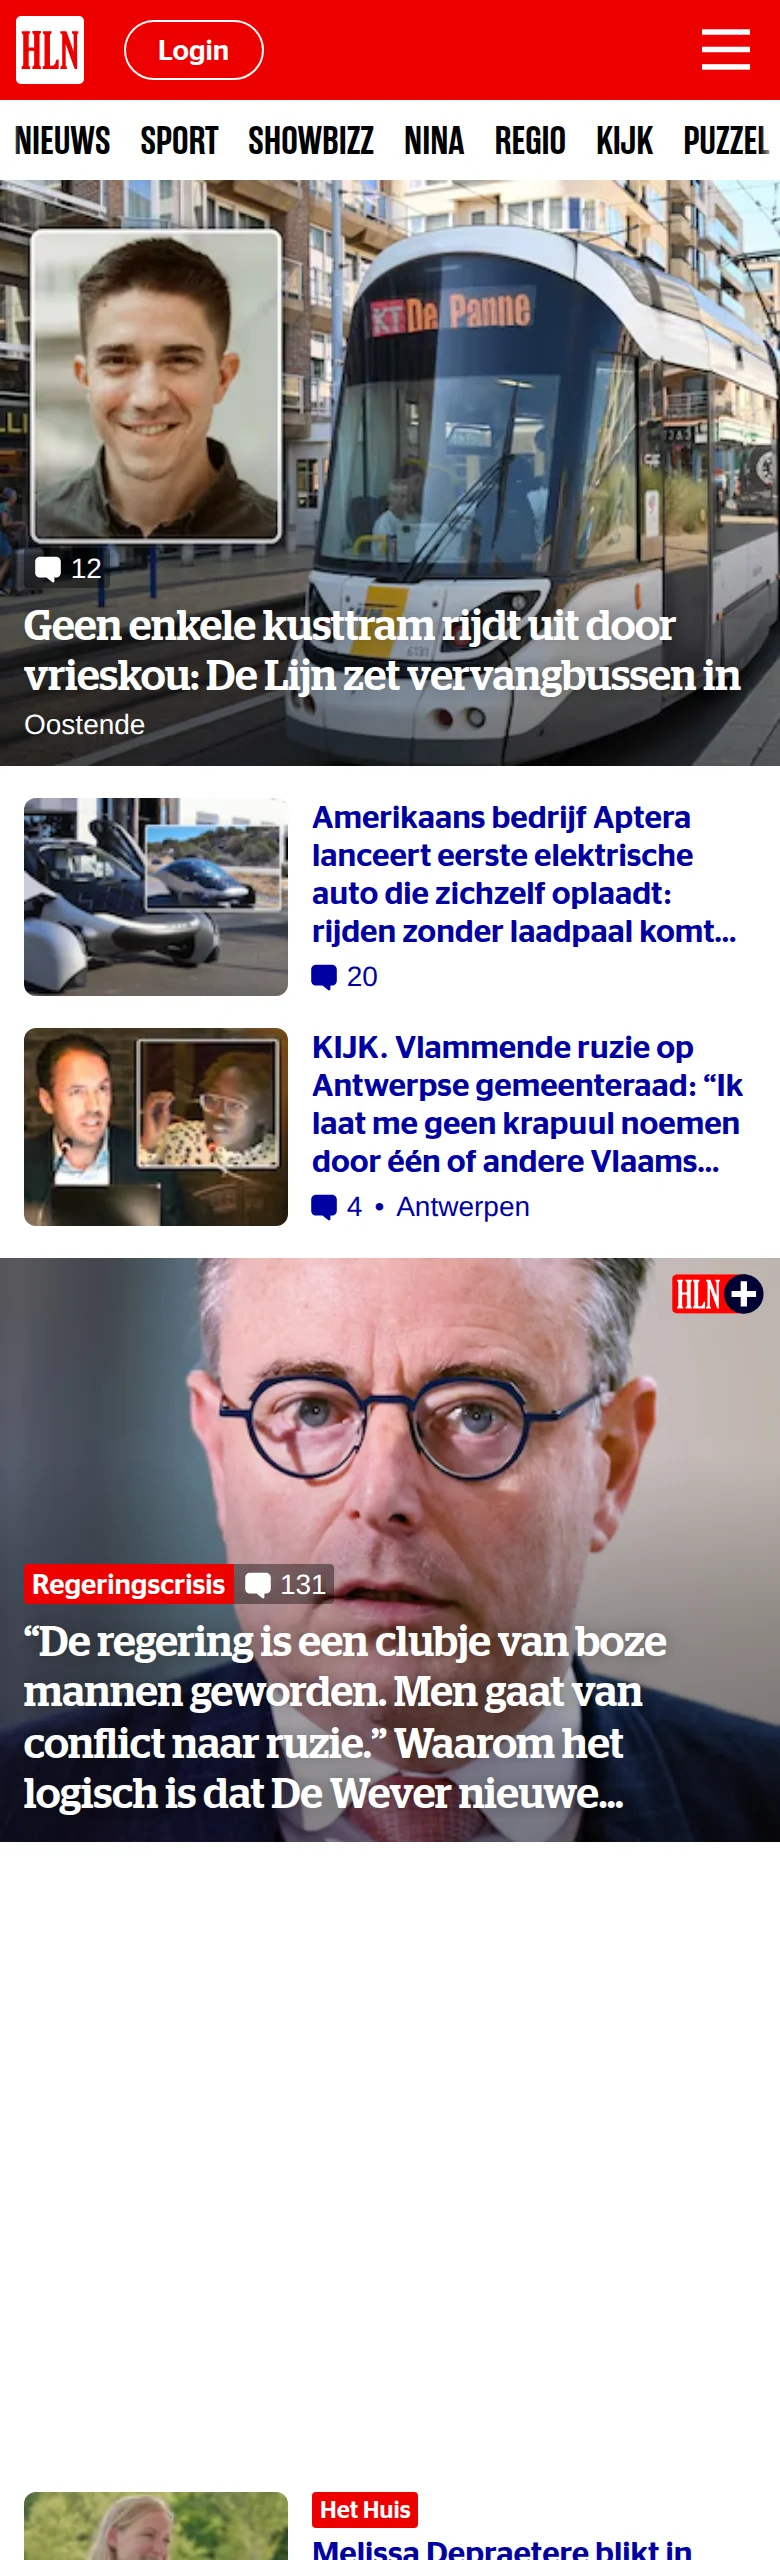 HLN
Login
NIEUWS SPORT SHOWBIZZ NINA REGIO KIJK PUZZEL
KT De Panne
12
Geen enkele kusttram rijdt uit door
vrieskou: De Lijn zet vervangbussen in
Oostende
Amerikaans bedrijf Aptera
lanceert eerste elektrische
auto die zichzelf oplaadt:
rijden zonder laadpaal komt...
20
KIJK. Vlammende ruzie op
Antwerpse gemeenteraad: “Ik
laat me geen krapuul noemen
door één of andere Vlaams...
4 • Antwerpen
HLN+
Regeringscrisis 131
“De regering is een clubje van boze
mannen geworden. Men gaat van
conflict naar ruzie.” Waarom het
logisch is dat De Wever nieuwe...
Het Huis
Melissa Depraetere blikt in